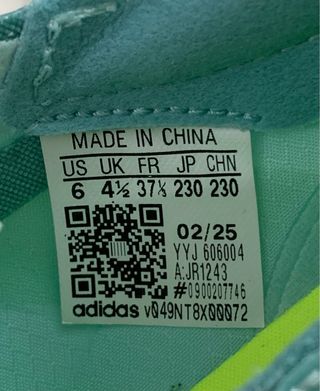 MADE IN CHINA
US UK FR JP CHN
6 4½ 37⅓ 230 230
02/25
YYJ 606004
A:JR1243
#0900207746
adidas v049NT8X00072